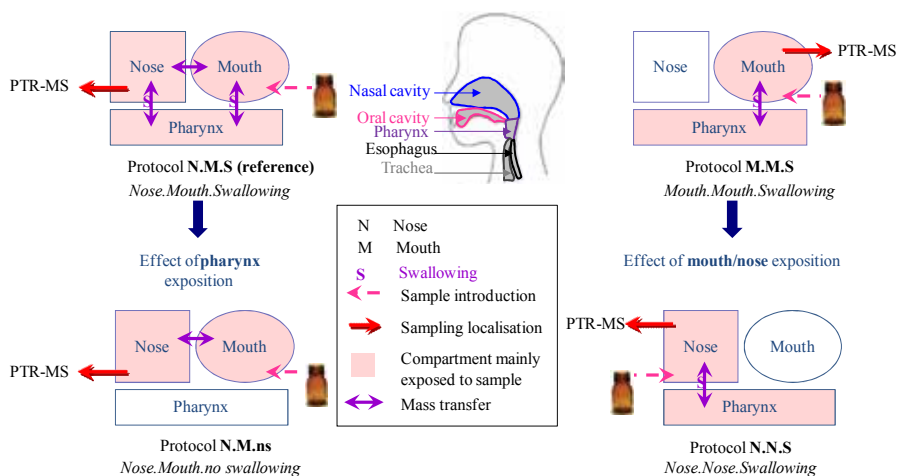 Nose
Mouth
PTR-MS
S
S
Pharynx
Protocol N.M.S (reference)
Nose.Mouth.Swallowing
Nasal cavity
Oral cavity
Pharynx
Esophagus
Trachea
Nose
Mouth
PTR-MS
S
Pharynx
Protocol M.M.S
Mouth.Mouth.Swallowing
Effect of pharynx
exposition
N Nose
M Mouth
S Swallowing
Sample introduction
Sampling localisation
Compartment mainly
exposed to sample
Mass transfer
Effect of mouth/nose exposition
Nose
Mouth
PTR-MS
Pharynx
Protocol N.M.ns
Nose.Mouth.no swallowing
PTR-MS
Nose
Mouth
S
Pharynx
Protocol N.N.S
Nose.Nose.Swallowing